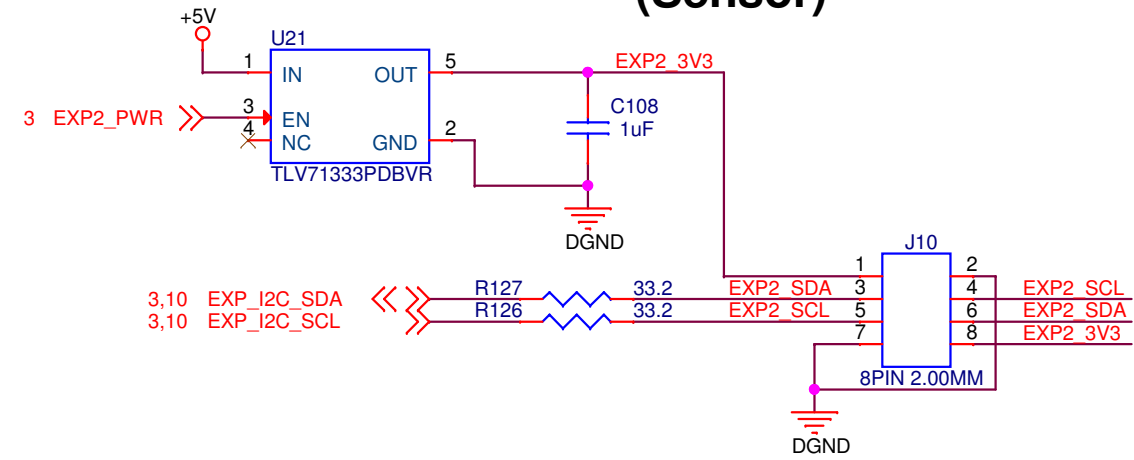 (Sensor)
+5V
U21
1 IN OUT 5 EXP2_3V3
3 EXP2_PWR 3 EN
C108
1uF
4 NC GND 2
TLV71333PDBVR
DGND
J10
1 2
3,10 EXP_I2C_SDA R127 33.2 EXP2_SDA 3 4 EXP2_SCL
3,10 EXP_I2C_SCL R126 33.2 EXP2_SCL 5 6 EXP2_SDA
7 8 EXP2_3V3
8PIN 2.00MM
DGND